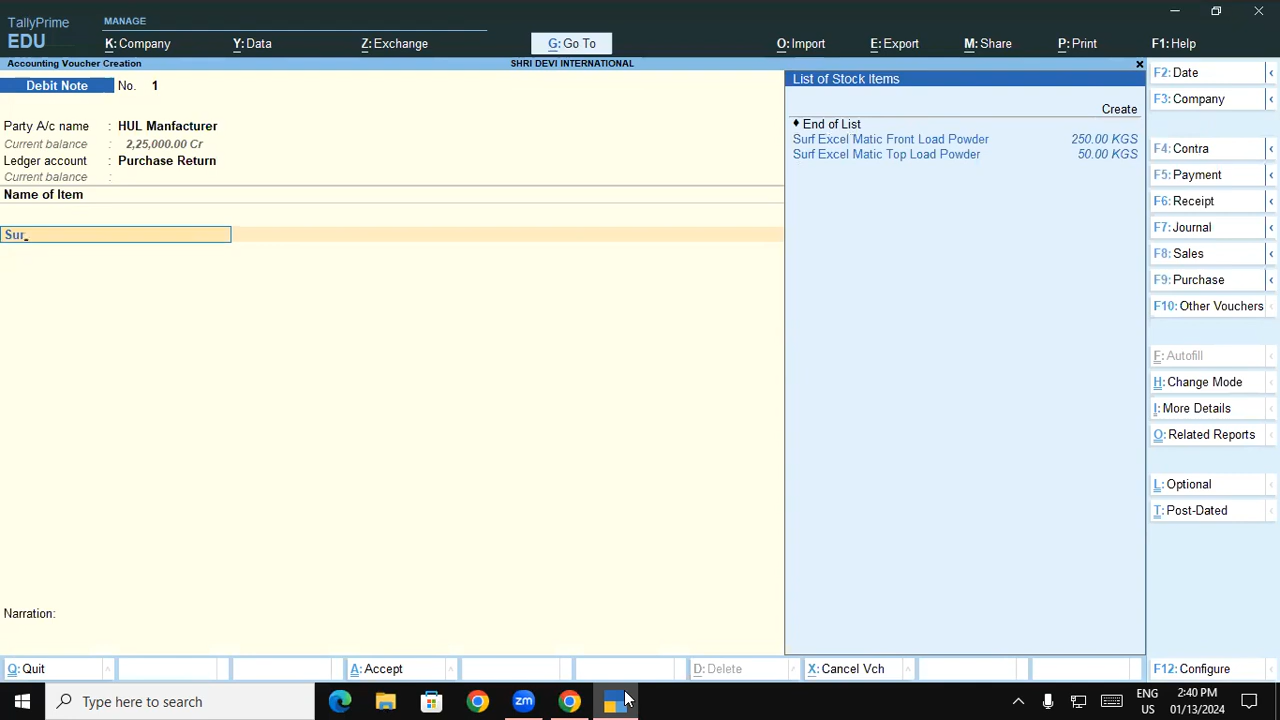 TallyPrime
EDU
MANAGE
K: Company
Y: Data
Z: Exchange
G: Go To
O: Import
E: Export
M: Share
P: Print
F1: Help
Accounting Voucher Creation
SHRI DEVI INTERNATIONAL
Debit Note No. 1
Party A/c name : HUL Manfacturer
Current balance : 2,25,000.00 Cr
Ledger account : Purchase Return
Current balance :
Name of Item
Sur
Narration:
List of Stock Items
Create
♦ End of List
Surf Excel Matic Front Load Powder 250.00 KGS
Surf Excel Matic Top Load Powder 50.00 KGS
F2: Date
F3: Company
F4: Contra
F5: Payment
F6: Receipt
F7: Journal
F8: Sales
F9: Purchase
F10: Other Vouchers
F: Autofill
H: Change Mode
I: More Details
O: Related Reports
L: Optional
T: Post-Dated
Q: Quit
A: Accept
D: Delete
X: Cancel Vch
F12: Configure
Type here to search
zm
ENG
US
2:40 PM
01/13/2024